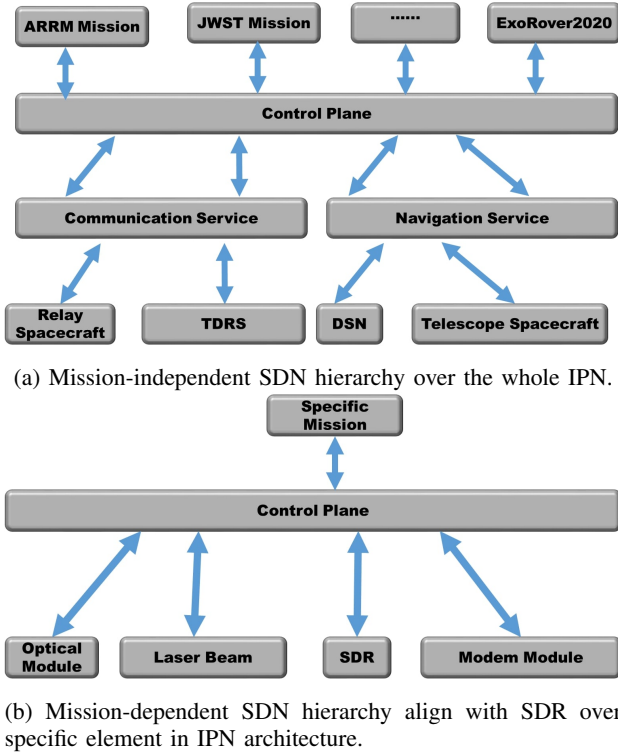 ARRM Mission
JWST Mission
......
ExoRover2020
Control Plane
Communication Service
Navigation Service
Relay
Spacecraft
TDRS
DSN
Telescope Spacecraft
(a) Mission-independent SDN hierarchy over the whole IPN.
Specific
Mission
Control Plane
Optical
Module
Laser Beam
SDR
Modem Module
(b) Mission-dependent SDN hierarchy align with SDR over
specific element in IPN architecture.